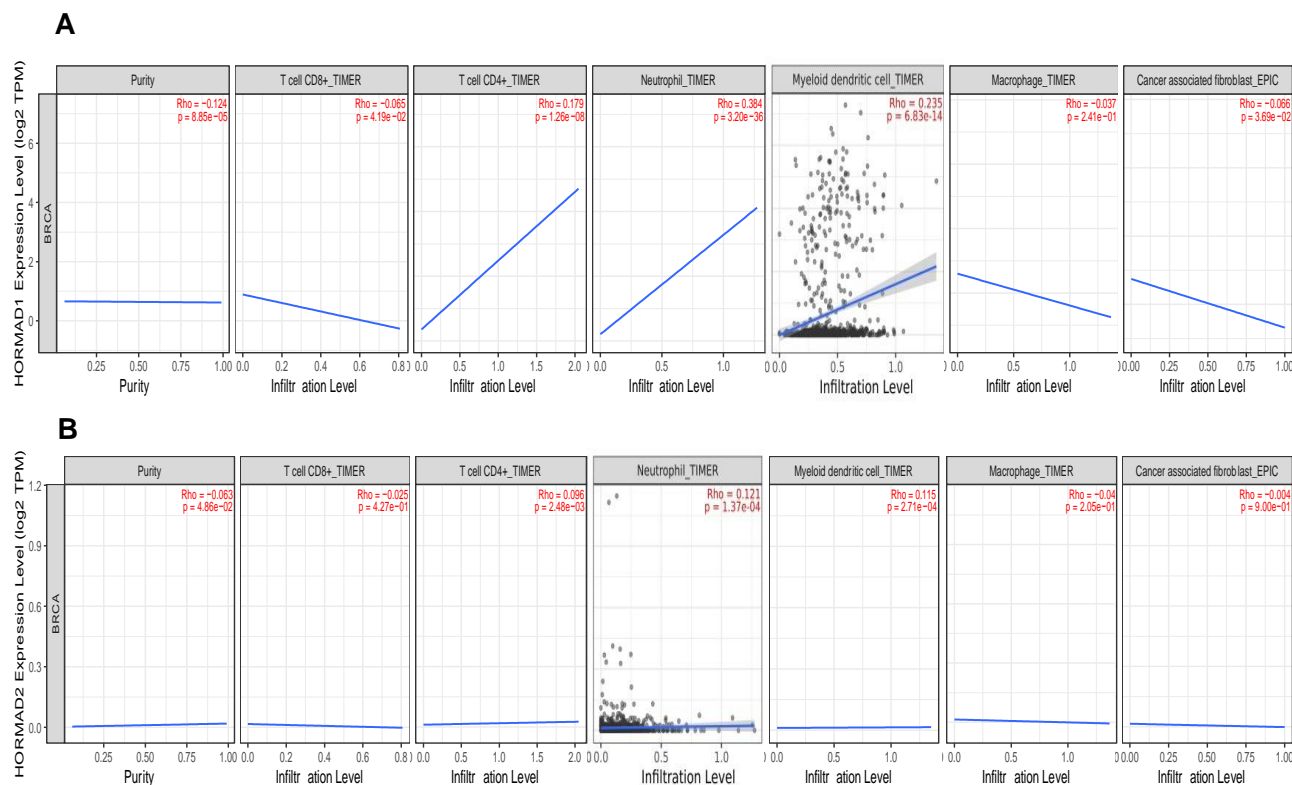 A
HORMAD1 Expression Level (log2 TPM)
BRCA
6
4
2
0
Purity
Rho = −0.124
p = 8.85e−05
0.25 0.50 0.75 1.00
Purity
T cell CD8+_TIMER
Rho = −0.065
p = 4.19e−02
0.0 0.2 0.4 0.6 0.8
Infiltr ation Level
T cell CD4+_TIMER
Rho = 0.179
p = 1.26e−08
0.0 0.5 1.0 1.5 2.0
Infiltr ation Level
Neutrophil_TIMER
Rho = 0.384
p = 3.20e−36
0.0 0.5 1.0
Infiltr ation Level
Myeloid dendritic cell_TIMER
Rho = 0.235
p = 6.83e-14
0.0 0.5 1.0
Infiltration Level
Macrophage_TIMER
Rho = −0.037
p = 2.41e−01
0.0 0.5 1.0
Infiltr ation Level
Cancer associated fibroblast_EPIC
Rho = −0.066
p = 3.69e−02
0.00 0.25 0.50 0.75 1.00
Infiltr ation Level
B
HORMAD2 Expression Level (log2 TPM)
BRCA
1.2
0.9
0.6
0.3
0.0
Purity
Rho = −0.063
p = 4.86e−02
0.25 0.50 0.75 1.00
Purity
T cell CD8+_TIMER
Rho = −0.025
p = 4.27e−01
0.0 0.2 0.4 0.6 0.8
Infiltr ation Level
T cell CD4+_TIMER
Rho = 0.096
p = 2.48e−03
0.0 0.5 1.0 1.5 2.0
Infiltr ation Level
Neutrophil_TIMER
Rho = 0.121
p = 1.37e-04
0.0 0.5 1.0
Infiltration Level
Myeloid dendritic cell_TIMER
Rho = 0.115
p = 2.71e−04
0.0 0.5 1.0
Infiltr ation Level
Macrophage_TIMER
Rho = −0.04
p = 2.05e−01
0.0 0.5 1.0
Infiltr ation Level
Cancer associated fibroblast_EPIC
Rho = −0.004
p = 9.00e−01
0.00 0.25 0.50 0.75 1.00
Infiltr ation Level